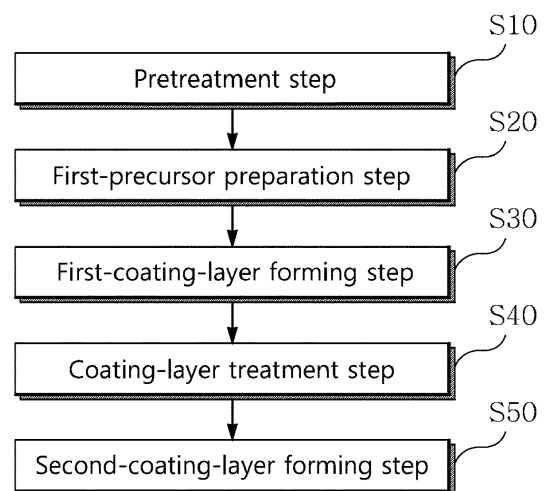 S10
Pretreatment step
S20
First-precursor preparation step
S30
First-coating-layer forming step
S40
Coating-layer treatment step
S50
Second-coating-layer forming step